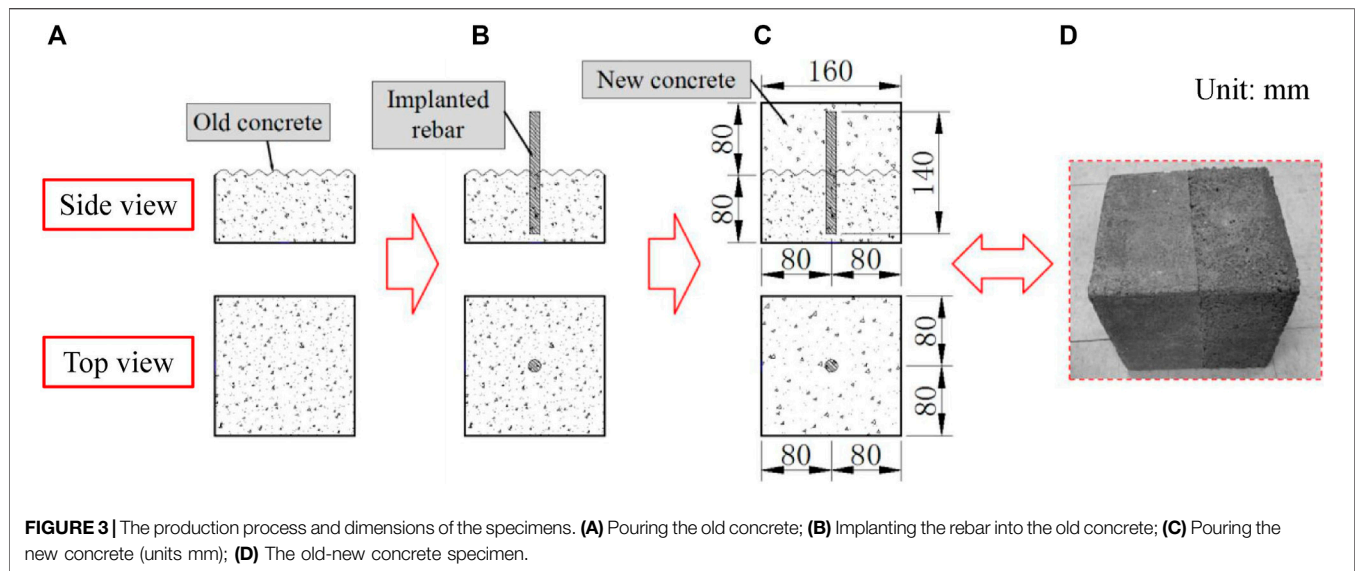 A
B
C
D
Unit: mm
New concrete
160
Implanted
rebar
Old concrete
80
80
140
Side view
80
80
Top view
80
80
80
80
FIGURE 3 | The production process and dimensions of the specimens. (A) Pouring the old concrete; (B) Implanting the rebar into the old concrete; (C) Pouring the
new concrete (units mm); (D) The old-new concrete specimen.